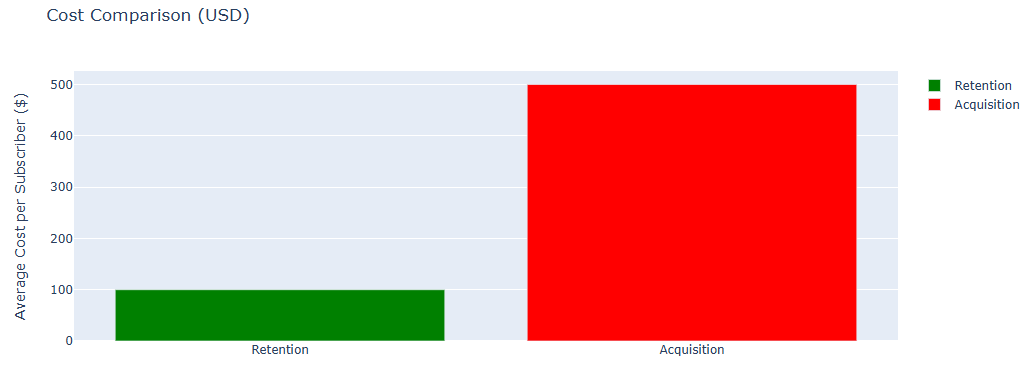 Cost Comparison (USD)
Average Cost per Subscriber ($)
500
400
300
200
100
0
Retention
Acquisition
Retention
Acquisition